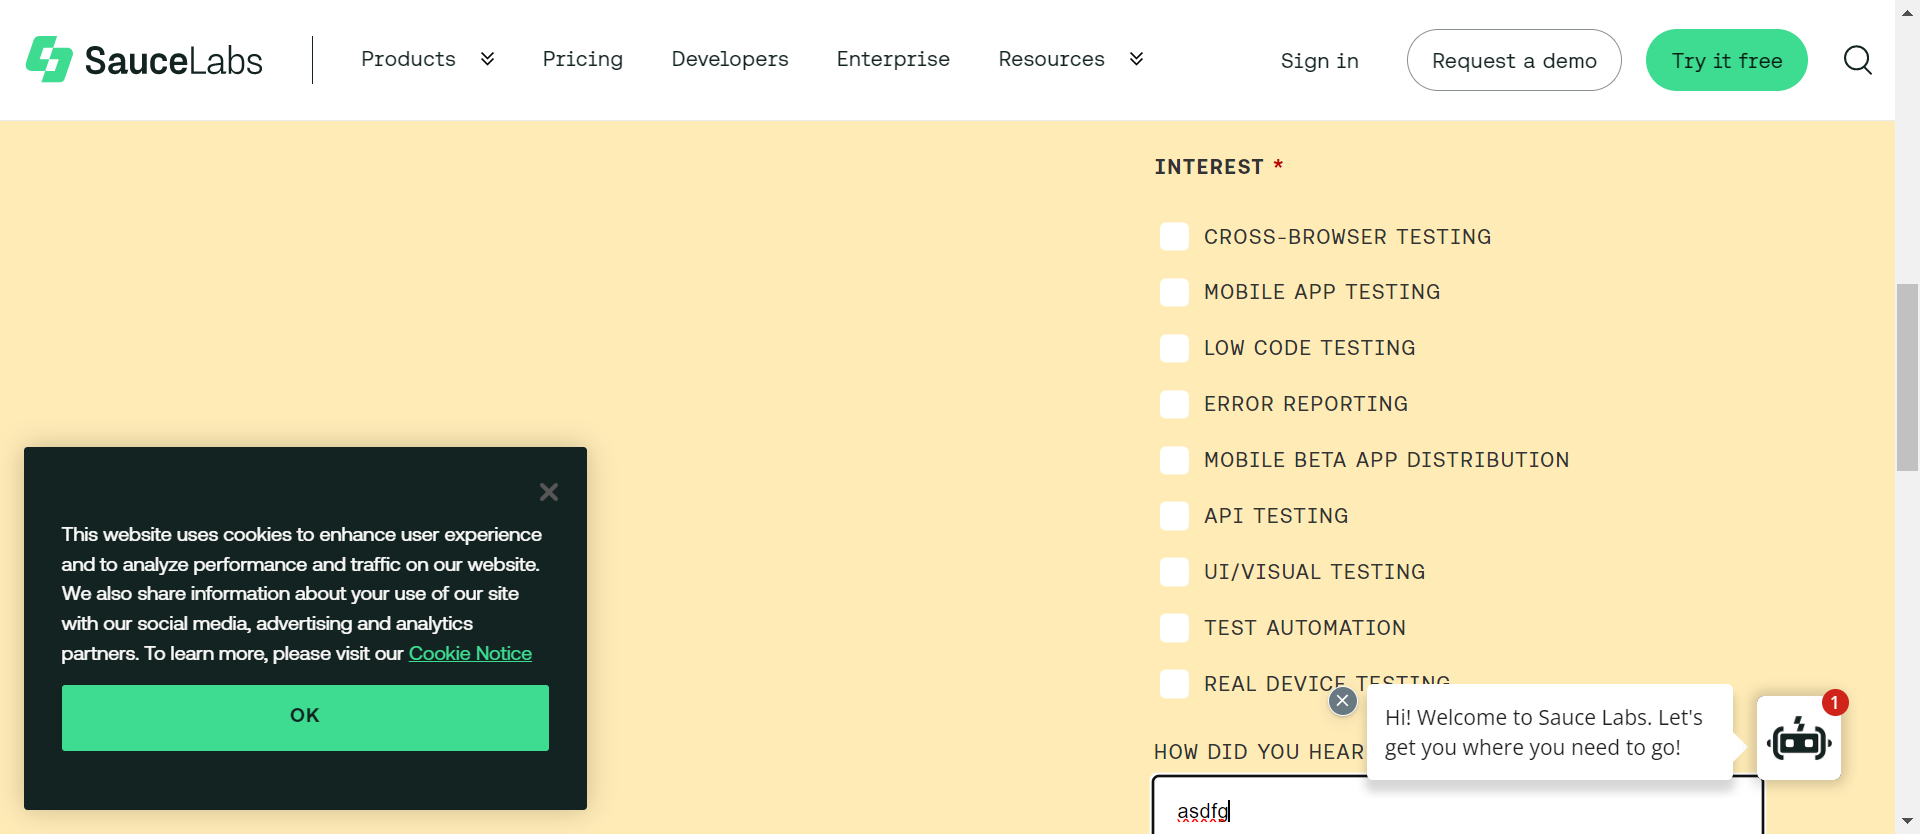 SauceLabs
Products
Pricing
Developers
Enterprise
Resources
Sign in
Request a demo
Try it free
INTEREST *
CROSS-BROWSER TESTING
MOBILE APP TESTING
LOW CODE TESTING
ERROR REPORTING
MOBILE BETA APP DISTRIBUTION
API TESTING
UI/VISUAL TESTING
TEST AUTOMATION
REAL DEVICE TESTING
HOW DID YOU HEAR
asdfg
This website uses cookies to enhance user experience
and to analyze performance and traffic on our website.
We also share information about your use of our site
with our social media, advertising and analytics
partners. To learn more, please visit our Cookie Notice
OK
Hi! Welcome to Sauce Labs. Let's
get you where you need to go!
1